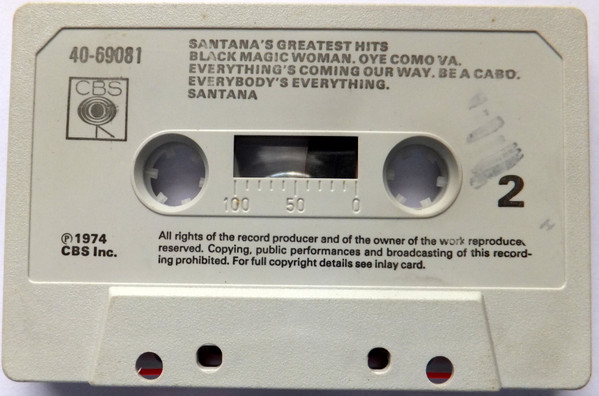 40-69081
SANTANA'S GREATEST HITS
BLACK MAGIC WOMAN. OYE COMO VA.
EVERYTHING'S COMING OUR WAY. BE A CABO.
EVERYBODY'S EVERYTHING.
SANTANA
CBS
100 50 0
2
℗ 1974
CBS Inc.
All rights of the record producer and of the owner of the work reproduced
reserved. Copying, public performances and broadcasting of this record-
ing prohibited. For full copyright details see inlay card.